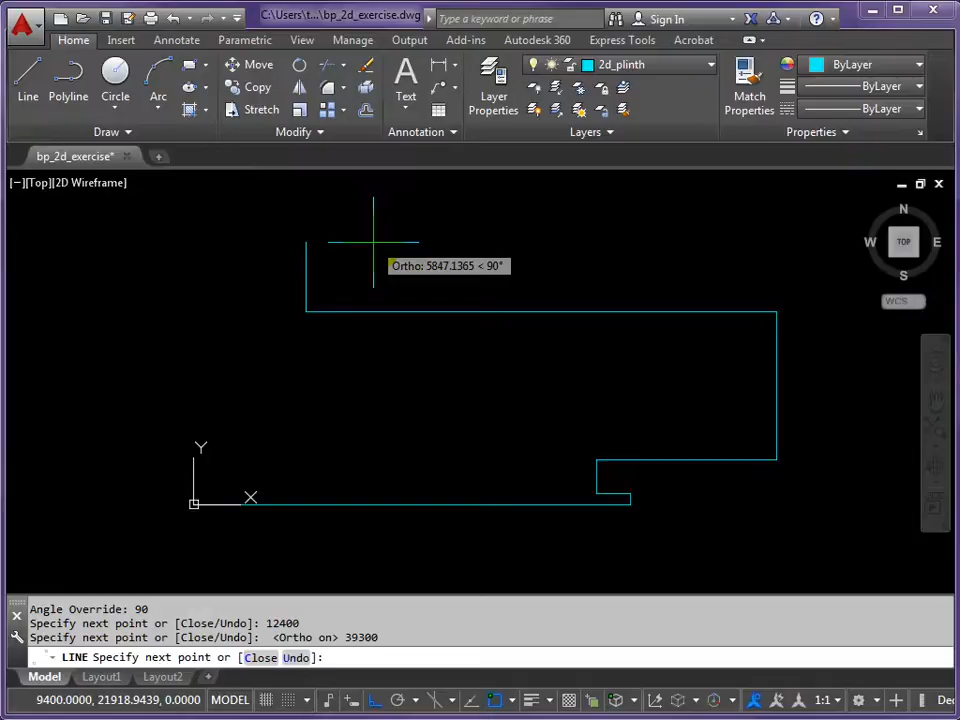 C:\Users\t...\bp_2d_exercise.dwg
Type a keyword or phrase
Sign In
Home Insert Annotate Parametric View Manage Output Add-ins Autodesk 360 Express Tools Acrobat
Line
Polyline
Circle
Arc
Move
Copy
Stretch
Text
Layer
Properties
2d_plinth
Match
Properties
ByLayer
ByLayer
ByLayer
Draw
Modify
Annotation
Layers
Properties
bp_2d_exercise*
[−][Top][2D Wireframe]
N
W
TOP
E
S
WCS
Ortho: 5847.1365 < 90°
Y
X
Angle Override: 90
Specify next point or [Close/Undo]: 12400
Specify next point or [Close/Undo]:  <Ortho on> 39300
LINE Specify next point or [Close Undo]:
Model Layout1 Layout2
9400.0000, 21918.9439, 0.0000 MODEL 1:1 Dec